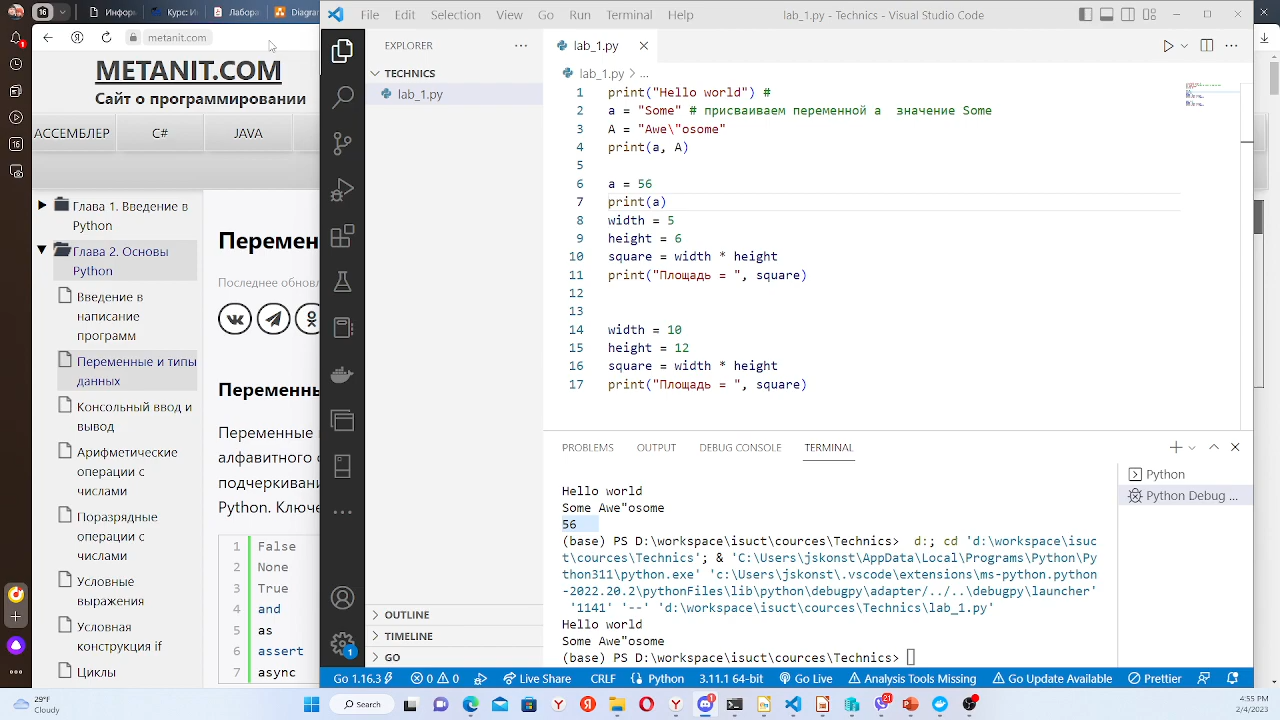 16
Информ
Курс: И
Лабора
Diagram
metanit.com
METANIT.COM
Сайт о программировании
АССЕМБЛЕР
C#
JAVA
Глава 1. Введение в
Python
Глава 2. Основы
Python
Введение в
написание
программ
Переменные и типы
данных
Консольный ввод и
вывод
Арифметические
операции с
числами
Поразрядные
операции с
числами
Условные
выражения
Условная
конструкция if
Циклы
Перемен
Последнее обновл
Переменны
Переменные
алфавитного с
подчеркивани
Python. Ключе
1 False
2 None
3 True
4 and
5 as
6 assert
7 async
File Edit Selection View Go Run Terminal Help
lab_1.py - Technics - Visual Studio Code
EXPLORER
TECHNICS
lab_1.py
OUTLINE
TIMELINE
GO
lab_1.py
lab_1.py > ...
1 print("Hello world") #
2 a = "Some" # присваиваем переменной a  значение Some
3 A = "Awe\"osome"
4 print(a, A)
5
6 a = 56
7 print(a)
8 width = 5
9 height = 6
10 square = width * height
11 print("Площадь = ", square)
12
13
14 width = 10
15 height = 12
16 square = width * height
17 print("Площадь = ", square)
PROBLEMS OUTPUT DEBUG CONSOLE TERMINAL
Hello world
Some Awe"osome
56
(base) PS D:\workspace\isuct\cources\Technics>  d:; cd 'd:\workspace\isuc
t\cources\Technics'; & 'C:\Users\jskonst\AppData\Local\Programs\Python\Py
thon311\python.exe' 'c:\Users\jskonst\.vscode\extensions\ms-python.python
-2022.20.2\pythonFiles\lib\python\debugpy\adapter/../..\debugpy\launcher'
 '1141' '--' 'd:\workspace\isuct\cources\Technics\lab_1.py'
Hello world
Some Awe"osome
(base) PS D:\workspace\isuct\cources\Technics>
Python
Python Debug ...
Go 1.16.3 0 0 Live Share CRLF Python 3.11.1 64-bit Go Live Analysis Tools Missing Go Update Available Prettier
29°F
Cloudy
Search
4:55 PM
2/4/2023